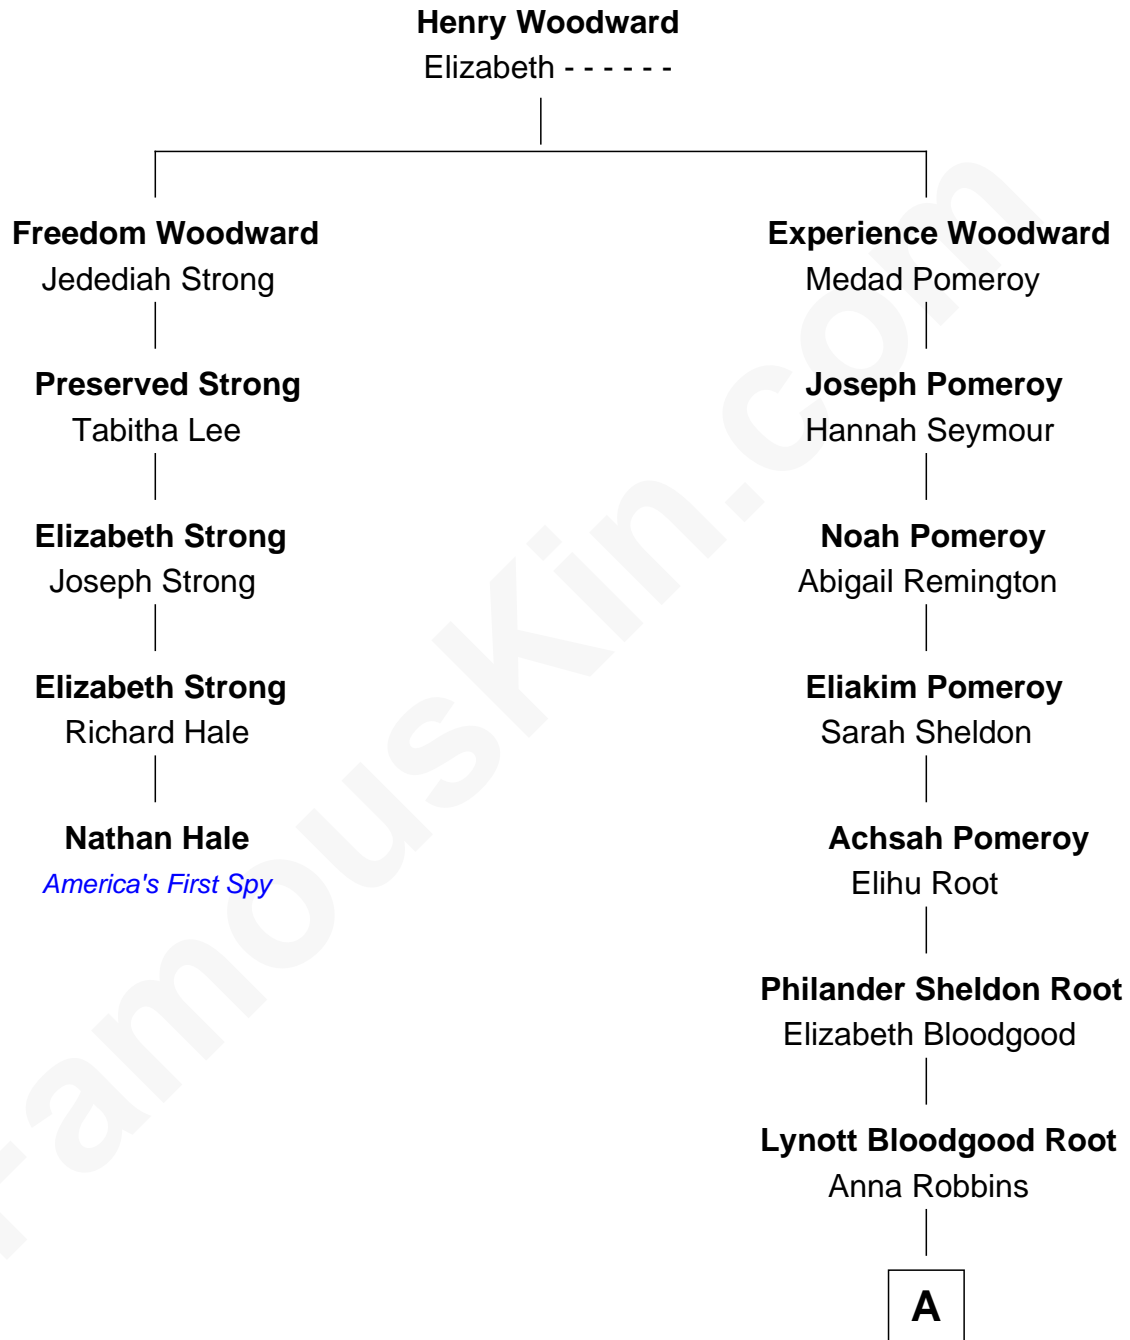 Henry Woodward
Elizabeth - - - - - -
Freedom Woodward
Jedediah Strong
Experience Woodward
Medad Pomeroy
Preserved Strong
Tabitha Lee
Joseph Pomeroy
Hannah Seymour
Elizabeth Strong
Joseph Strong
Noah Pomeroy
Abigail Remington
Elizabeth Strong
Richard Hale
Eliakim Pomeroy
Sarah Sheldon
Nathan Hale
America's First Spy
Achsah Pomeroy
Elihu Root
Philander Sheldon Root
Elizabeth Bloodgood
Lynott Bloodgood Root
Anna Robbins
A
FamousKin.com